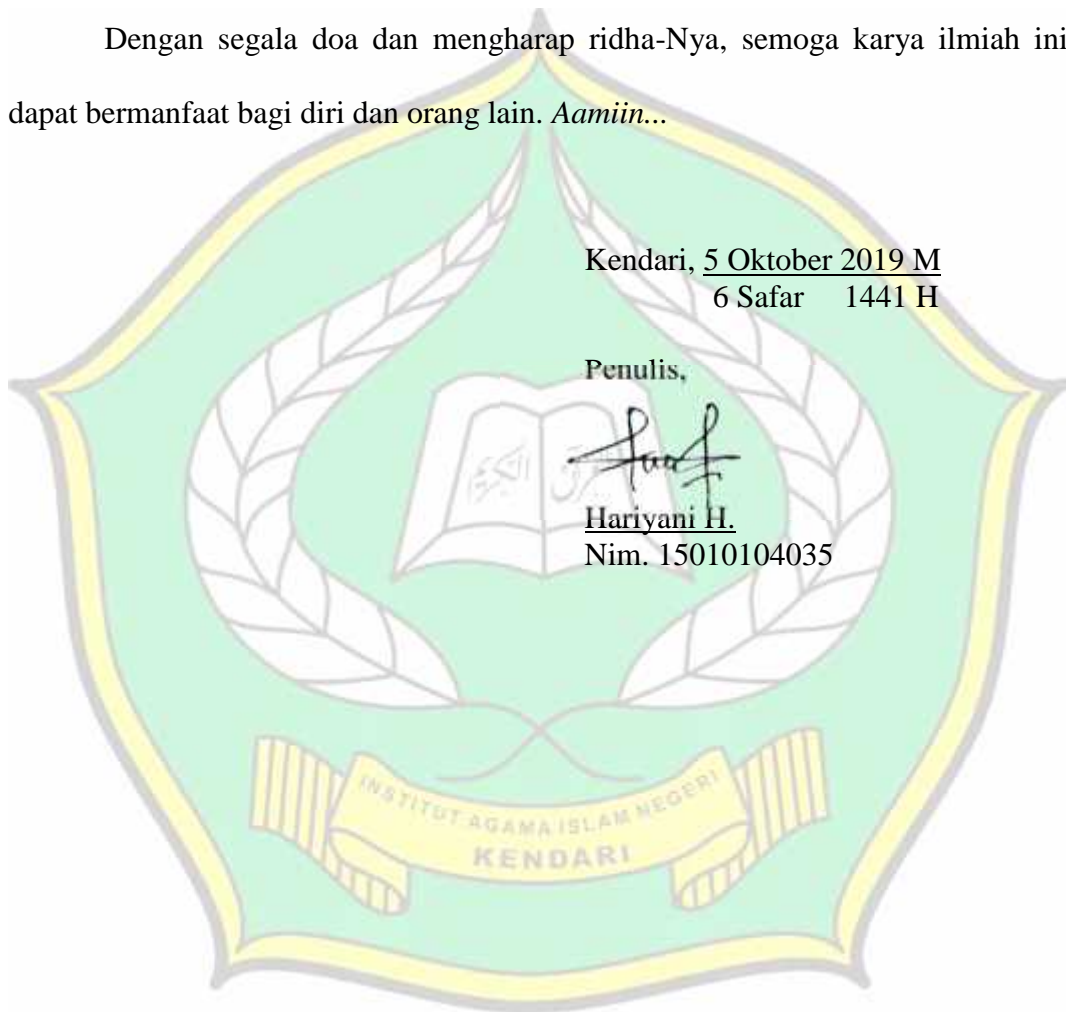 Dengan segala doa dan mengharap ridha-Nya, semoga karya ilmiah ini
dapat bermanfaat bagi diri dan orang lain. Aamiin...
Kendari, 5 Oktober 2019 M
6 Safar 1441 H
Penulis,
Hariyani H.
Nim. 15010104035
INSTITUT AGAMA ISLAM NEGERI
KENDARI